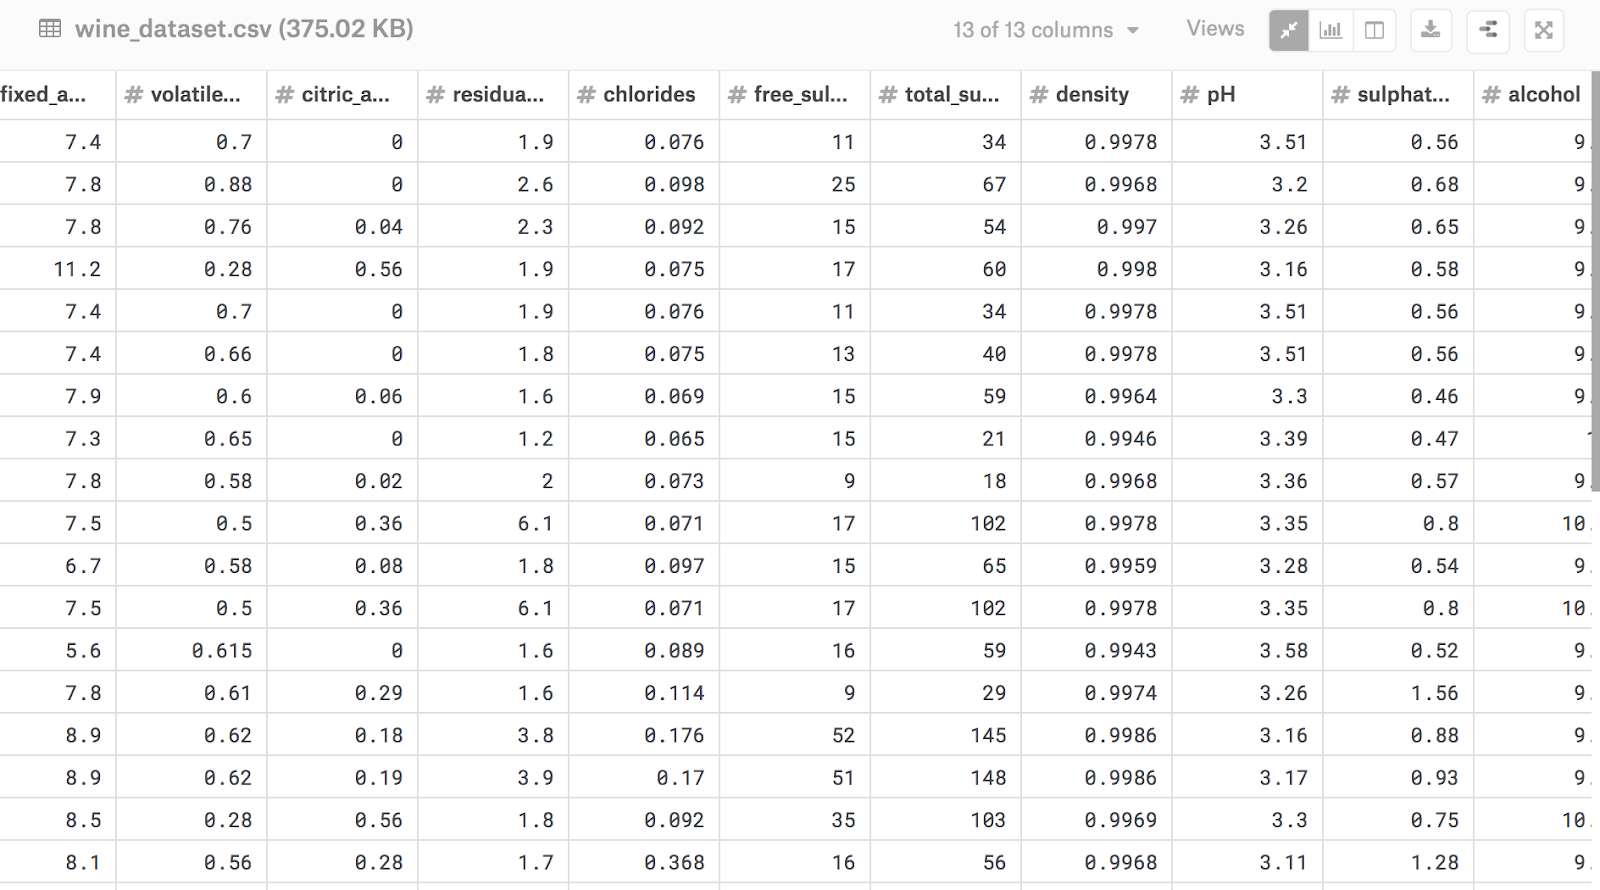 wine_dataset.csv (375.02 KB) 13 of 13 columns Views
fixed_a... # volatile... # citric_a... # residua... # chlorides # free_sul... # total_su... # density # pH # sulphat... # alcohol
7.4 0.7 0 1.9 0.076 11 34 0.9978 3.51 0.56 9.
7.8 0.88 0 2.6 0.098 25 67 0.9968 3.2 0.68 9.
7.8 0.76 0.04 2.3 0.092 15 54 0.997 3.26 0.65 9.
11.2 0.28 0.56 1.9 0.075 17 60 0.998 3.16 0.58 9.
7.4 0.7 0 1.9 0.076 11 34 0.9978 3.51 0.56 9.
7.4 0.66 0 1.8 0.075 13 40 0.9978 3.51 0.56 9.
7.9 0.6 0.06 1.6 0.069 15 59 0.9964 3.3 0.46 9.
7.3 0.65 0 1.2 0.065 15 21 0.9946 3.39 0.47
7.8 0.58 0.02 2 0.073 9 18 0.9968 3.36 0.57 9.
7.5 0.5 0.36 6.1 0.071 17 102 0.9978 3.35 0.8 10.
6.7 0.58 0.08 1.8 0.097 15 65 0.9959 3.28 0.54 9.
7.5 0.5 0.36 6.1 0.071 17 102 0.9978 3.35 0.8 10.
5.6 0.615 0 1.6 0.089 16 59 0.9943 3.58 0.52 9.
7.8 0.61 0.29 1.6 0.114 9 29 0.9974 3.26 1.56 9.
8.9 0.62 0.18 3.8 0.176 52 145 0.9986 3.16 0.88 9.
8.9 0.62 0.19 3.9 0.17 51 148 0.9986 3.17 0.93 9.
8.5 0.28 0.56 1.8 0.092 35 103 0.9969 3.3 0.75 10.
8.1 0.56 0.28 1.7 0.368 16 56 0.9968 3.11 1.28 9.